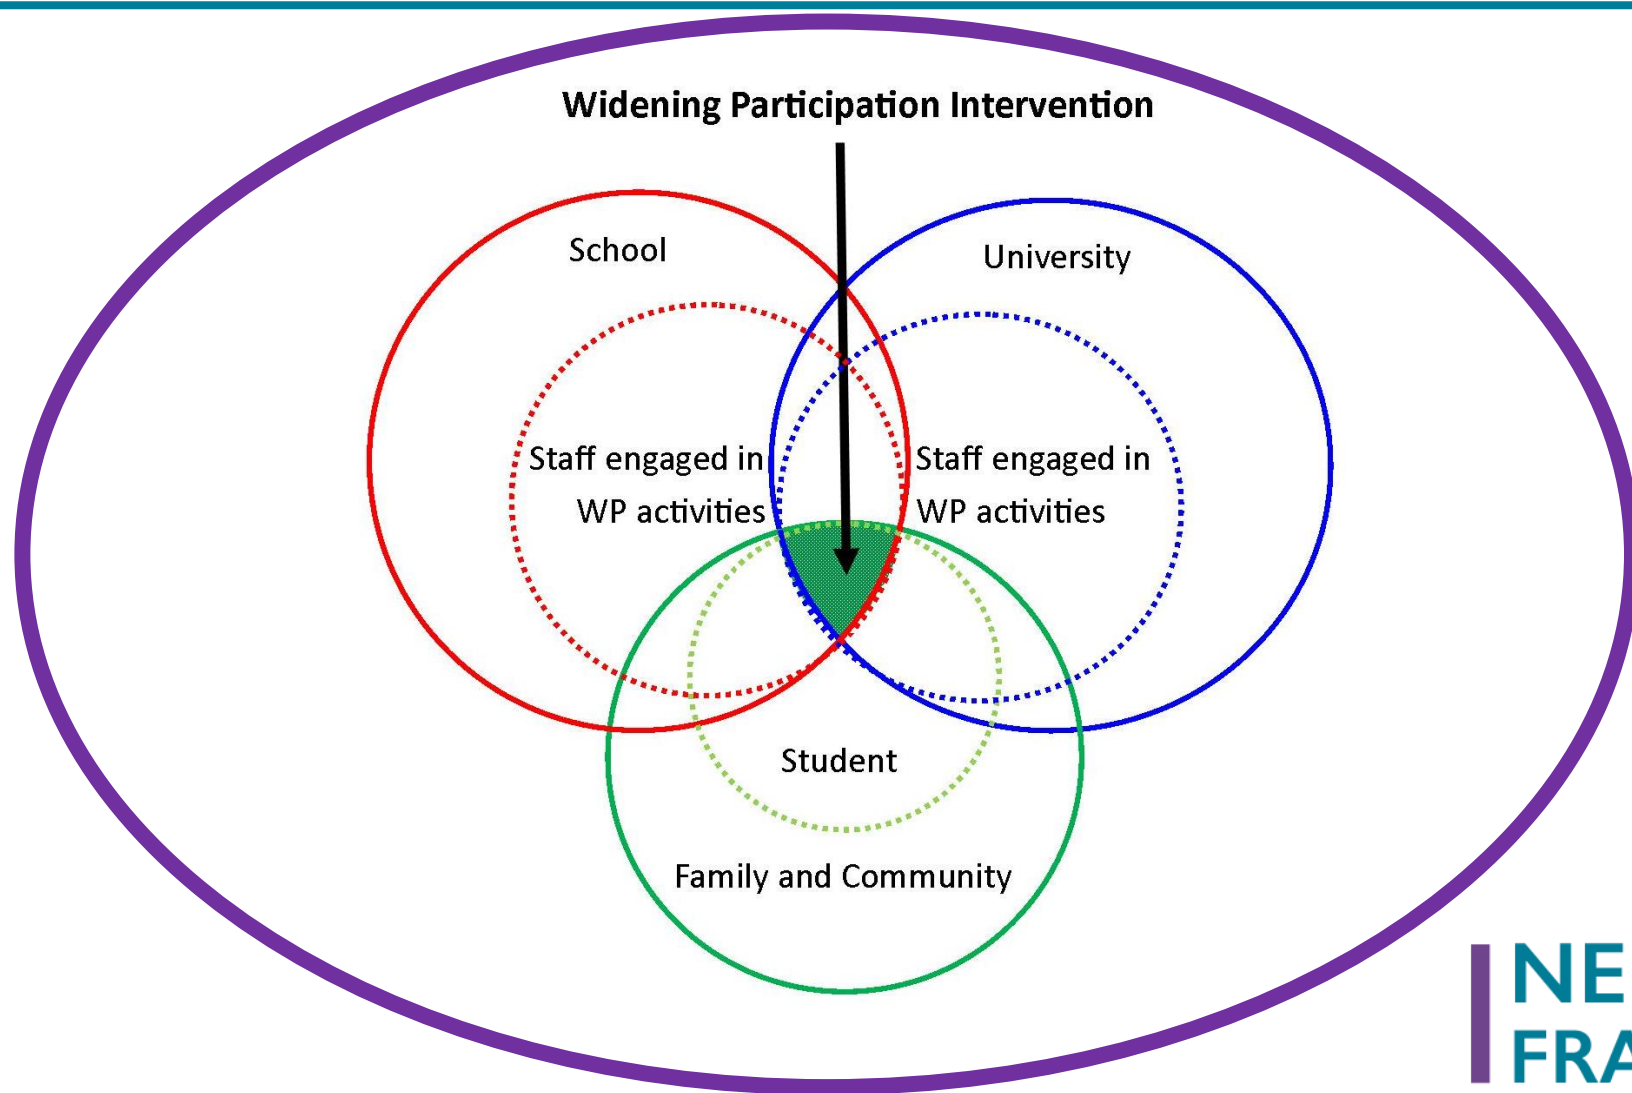 Widening Participation Intervention
School
University
Staff engaged in
WP activities
Staff engaged in
WP activities
Student
Family and Community
NE
FRA